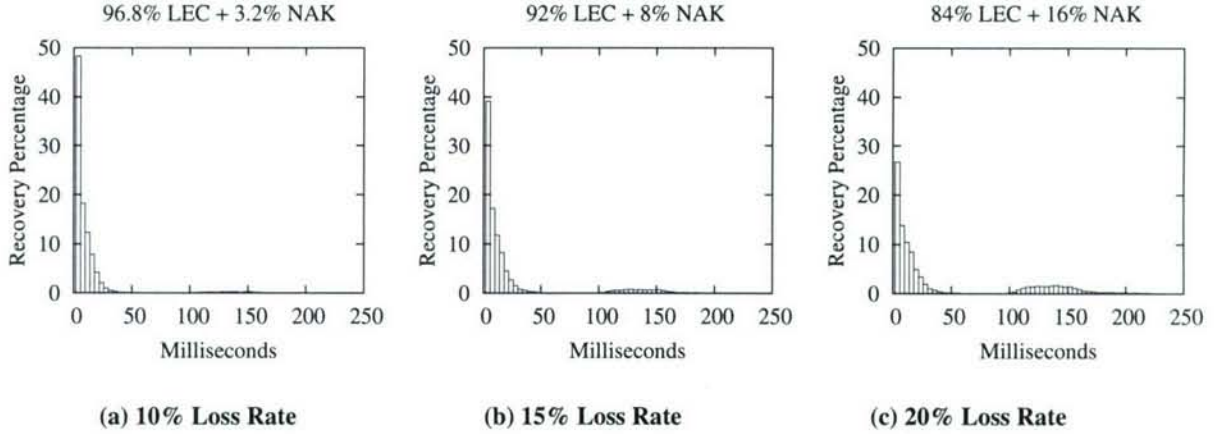 96.8% LEC + 3.2% NAK
50
40
30
20
10
0
Recovery Percentage
0 50 100 150 200 250
Milliseconds
(a) 10% Loss Rate
92% LEC + 8% NAK
50
40
30
20
10
0
Recovery Percentage
0 50 100 150 200 250
Milliseconds
(b) 15% Loss Rate
84% LEC + 16% NAK
50
40
30
20
10
0
Recovery Percentage
0 50 100 150 200 250
Milliseconds
(c) 20% Loss Rate